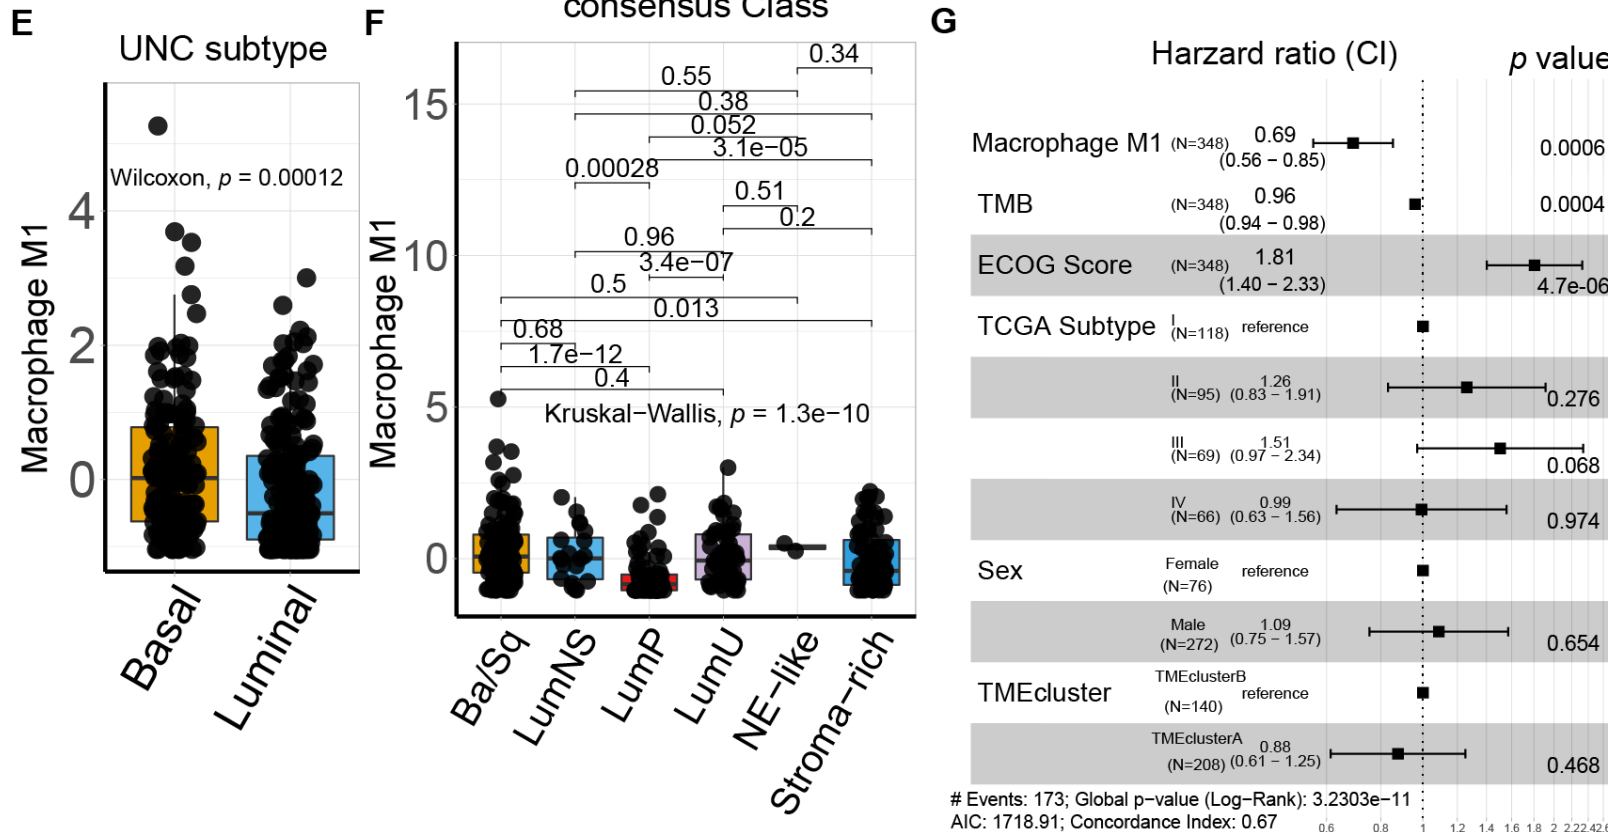 E
UNC subtype
Macrophage M1
Wilcoxon, p = 0.00012
4
2
0
Basal
Luminal
F
consensus Class
Macrophage M1
15
10
5
0
0.34
0.55
0.38
0.052
3.1e−05
0.00028
0.51
0.2
0.96
3.4e−07
0.5
0.013
0.68
1.7e−12
0.4
Kruskal−Wallis, p = 1.3e−10
Ba/Sq
LumNS
LumP
LumU
NE−like
Stroma−rich
G
Harzard ratio (CI)
p value
Macrophage M1 (N=348) 0.69 0.0006
(0.56 − 0.85)
TMB (N=348) 0.96 0.0004
(0.94 − 0.98)
ECOG Score (N=348) 1.81
(1.40 − 2.33) 4.7e-06
TCGA Subtype I
(N=118) reference
II 1.26
(N=95) (0.83 − 1.91) 0.276
III 1.51
(N=69) (0.97 − 2.34) 0.068
IV 0.99
(N=66) (0.63 − 1.56) 0.974
Sex Female reference
(N=76)
Male 1.09
(N=272) (0.75 − 1.57) 0.654
TMEcluster TMEclusterB reference
(N=140)
TMEclusterA 0.88
(N=208) (0.61 − 1.25) 0.468
# Events: 173; Global p−value (Log−Rank): 3.2303e−11
AIC: 1718.91; Concordance Index: 0.67
0.6 0.8 1 1.2 1.4 1.6 1.8 2 2.2 2.4 2.6